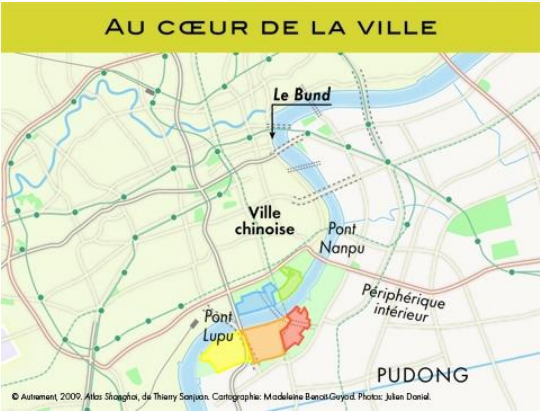 AU CŒUR DE LA VILLE
Le Bund
Ville
chinoise
Pont
Nanpu
Périphérique
intérieur
Pont
Lupu
PUDONG
© Autrement, 2009. Atlas Shanghai, de Thierry Sanjuan. Cartographie: Madeleine Benoit-Guyod. Photos: Julien Daniel.